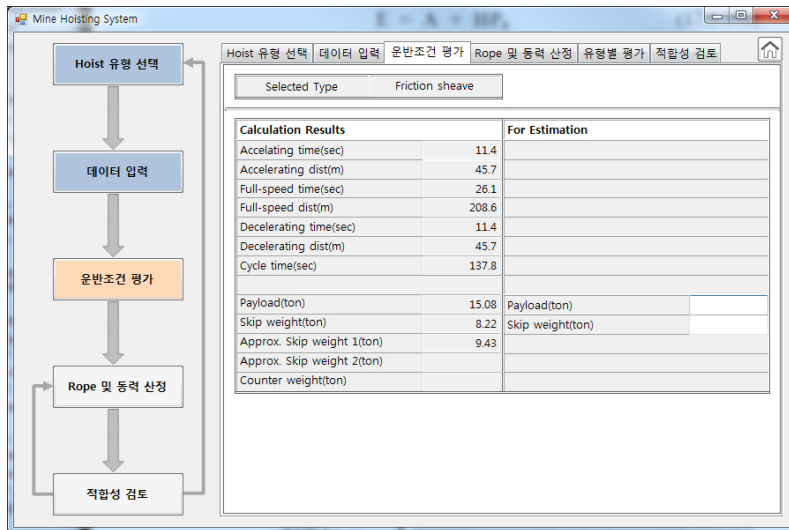 Mine Hoisting System
E = A + HP
Hoist 유형 선택
데이터 입력
운반조건 평가
Rope 및 동력 산정
적합성 검토
Hoist 유형 선택 데이터 입력 운반조건 평가 Rope 및 동력 산정 유형별 평가 적합성 검토
Selected Type Friction sheave
Calculation Results For Estimation
Accelating time(sec) 11.4
Accelerating dist(m) 45.7
Full-speed time(sec) 26.1
Full-speed dist(m) 208.6
Decelerating time(sec) 11.4
Decelerating dist(m) 45.7
Cycle time(sec) 137.8
Payload(ton) 15.08 Payload(ton)
Skip weight(ton) 8.22 Skip weight(ton)
Approx. Skip weight 1(ton) 9.43
Approx. Skip weight 2(ton)
Counter weight(ton)